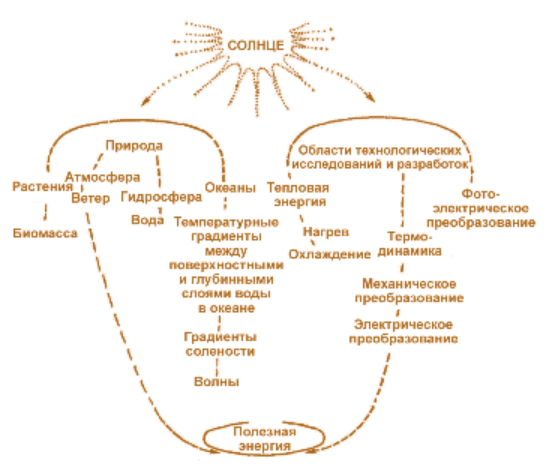 СОЛНЦЕ
Природа
Растения
Биомасса
Атмосфера
Ветер
Гидросфера
Вода
Океаны
Температурные
градиенты
между
поверхностными
и глубинными
слоями воды
в океане
Градиенты
солености
Волны
Области технологических
исследований и разработок
Тепловая
энергия
Нагрев
Охлаждение
Термо-
динамика
Механическое
преобразование
Электрическое
преобразование
Фото-
электрическое
преобразование
Полезная
энергия